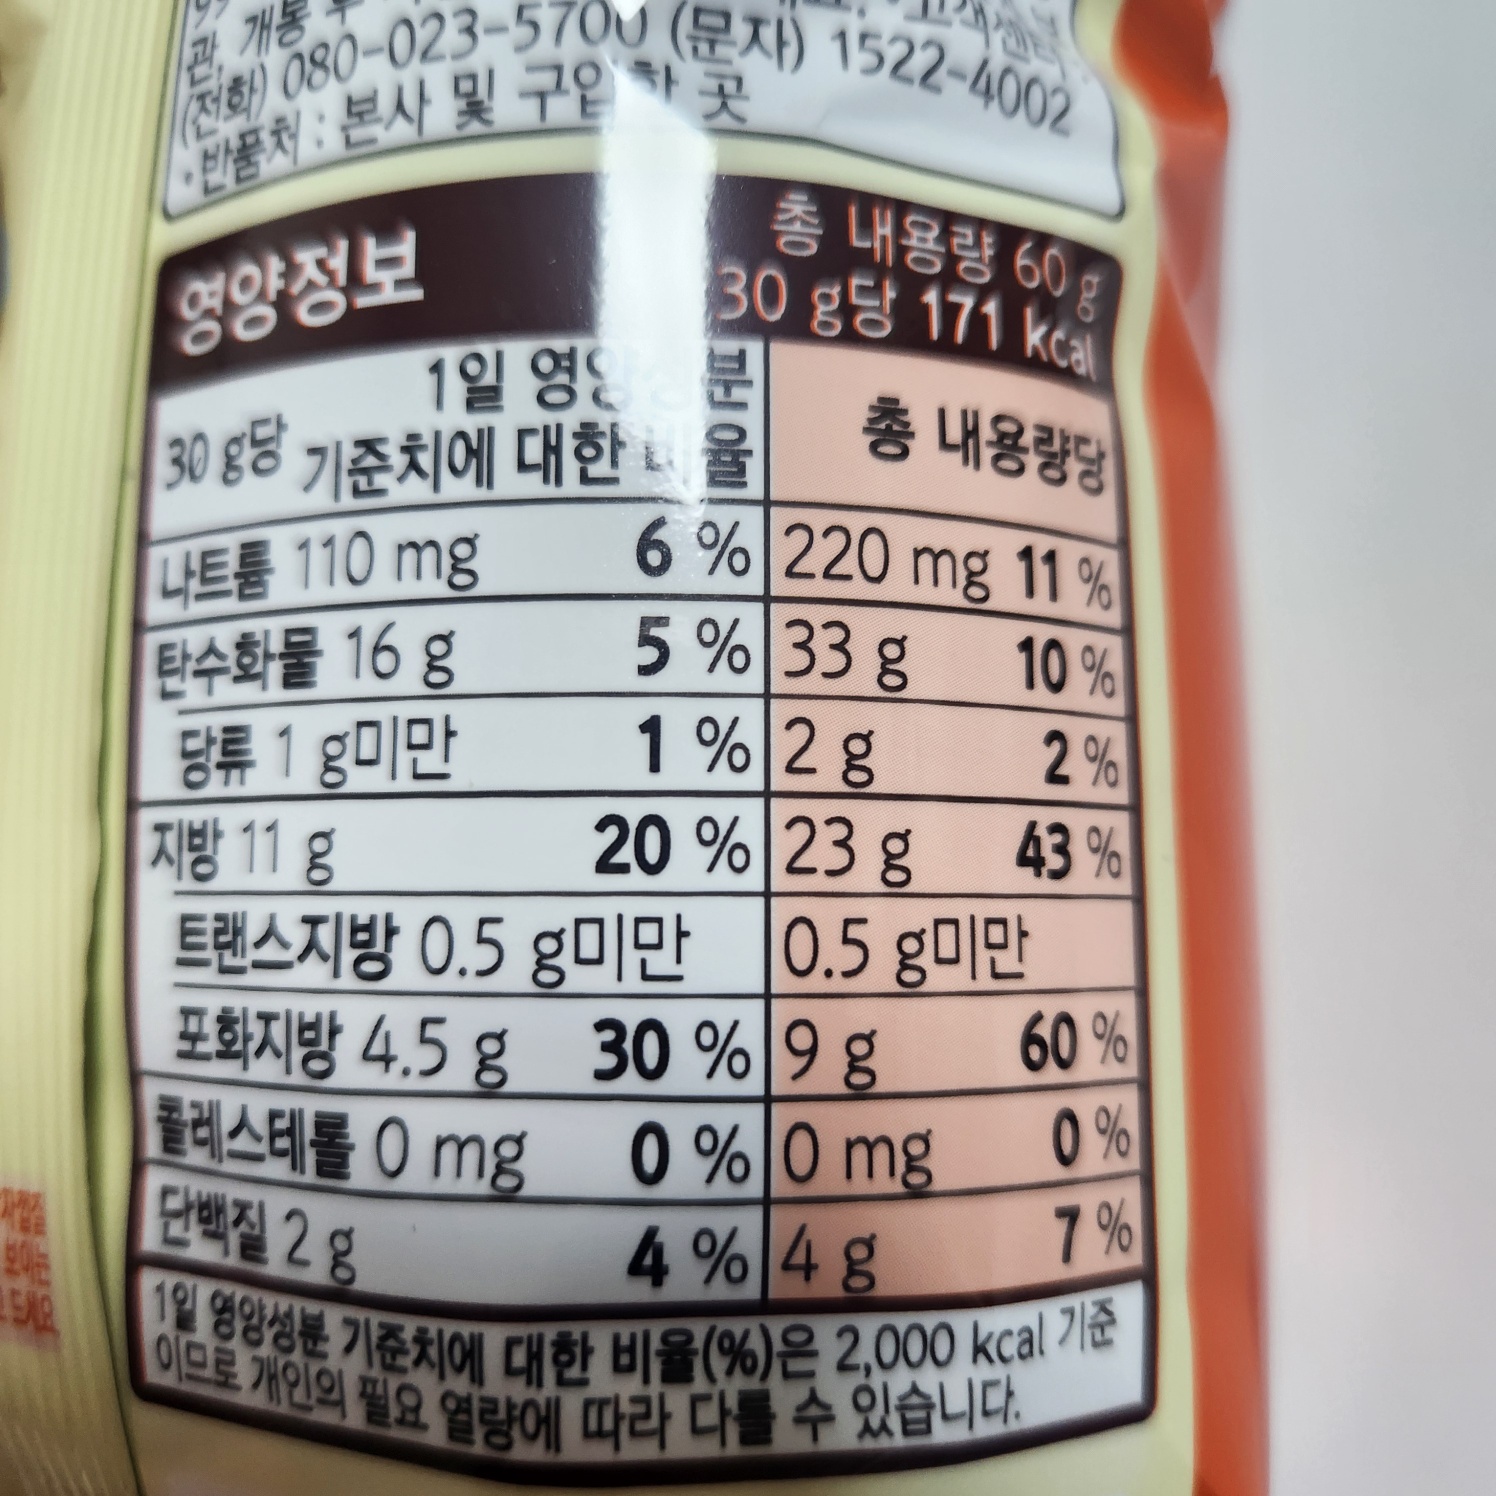 관, 개봉
(전화) 080-023-5700 (문자) 1522-4002
·반품처 : 본사 및 구입한 곳
영양정보
총 내용량 60 g
30 g당 171 kcal
30 g당
1일 영양성분
기준치에 대한 비율
총 내용량당
나트륨 110 mg 6 % 220 mg 11 %
탄수화물 16 g 5 % 33 g 10 %
당류 1 g미만 1 % 2 g 2 %
지방 11 g 20 % 23 g 43 %
트랜스지방 0.5 g미만 0.5 g미만
포화지방 4.5 g 30 % 9 g 60 %
콜레스테롤 0 mg 0 % 0 mg 0 %
단백질 2 g 4 % 4 g 7 %
1일 영양성분 기준치에 대한 비율(%)은 2,000 kcal 기준
이므로 개인의 필요 열량에 따라 다를 수 있습니다.
보이는